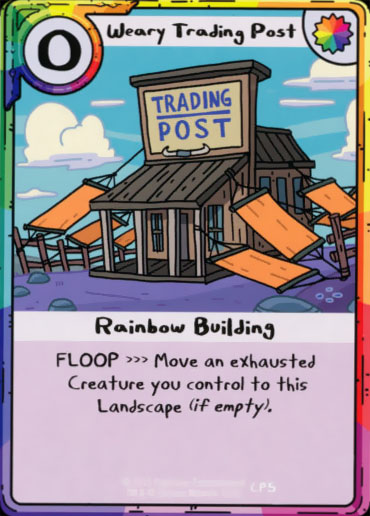 0
Weary Trading Post
TRADING
POST
Rainbow Building
FLOOP >>> Move an exhausted
Creature you control to this
Landscape (if empty).
CP5